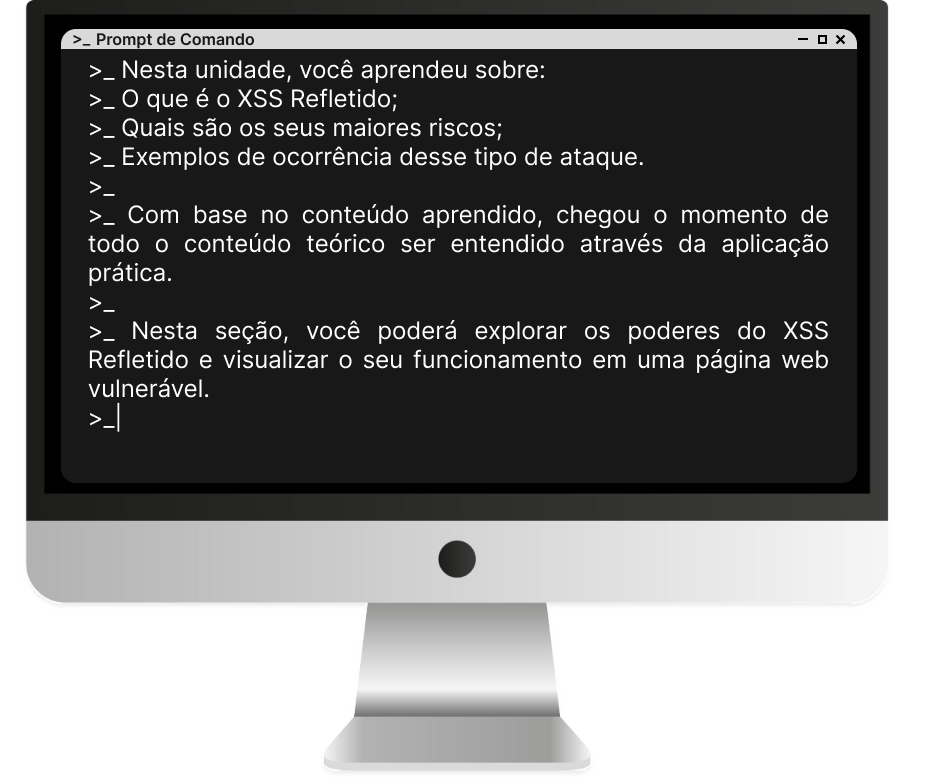 >_ Prompt de Comando
>_ Nesta unidade, você aprendeu sobre:
>_ O que é o XSS Refletido;
>_ Quais são os seus maiores riscos;
>_ Exemplos de ocorrência desse tipo de ataque.
>_
>_ Com base no conteúdo aprendido, chegou o momento de
todo o conteúdo teórico ser entendido através da aplicação
prática.
>_
>_ Nesta seção, você poderá explorar os poderes do XSS
Refletido e visualizar o seu funcionamento em uma página web
vulnerável.
>_|